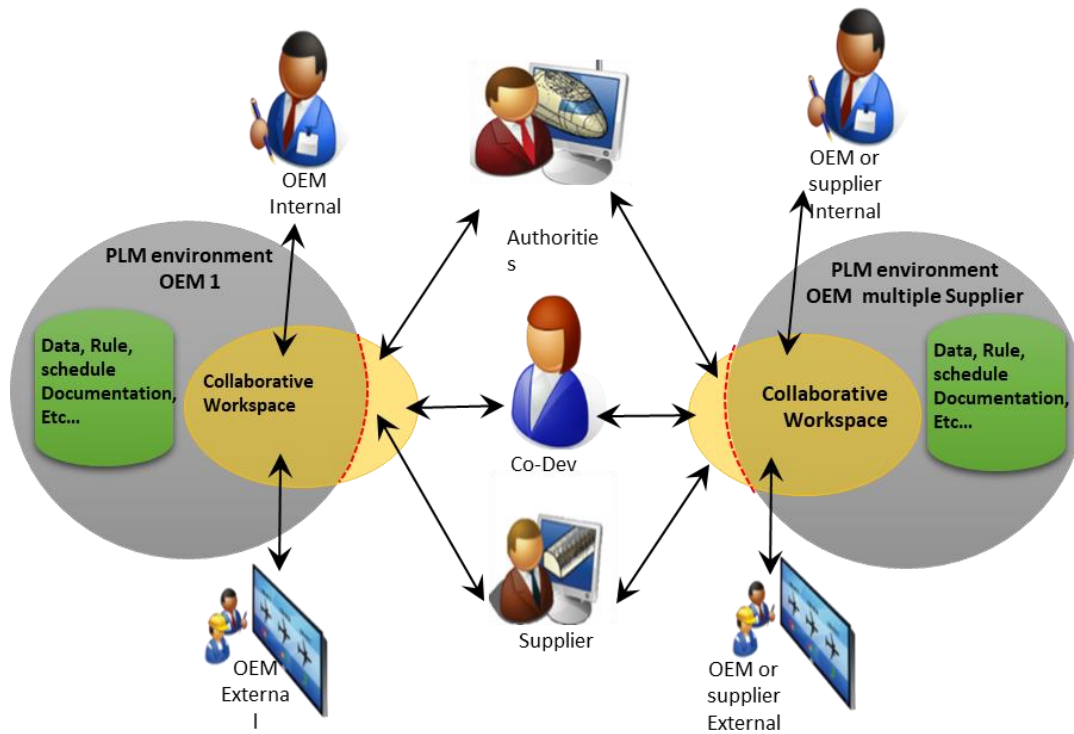 OEM
Internal
Authoritie
s
OEM or
supplier
Internal
PLM environment
OEM 1
PLM environment
OEM  multiple Supplier
Data, Rule,
schedule
Documentation,
Etc...
Collaborative
Workspace
Collaborative
Workspace
Data, Rule,
schedule
Documentation,
Etc...
Co-Dev
Supplier
OEM
Externa
l
OEM or
supplier
External